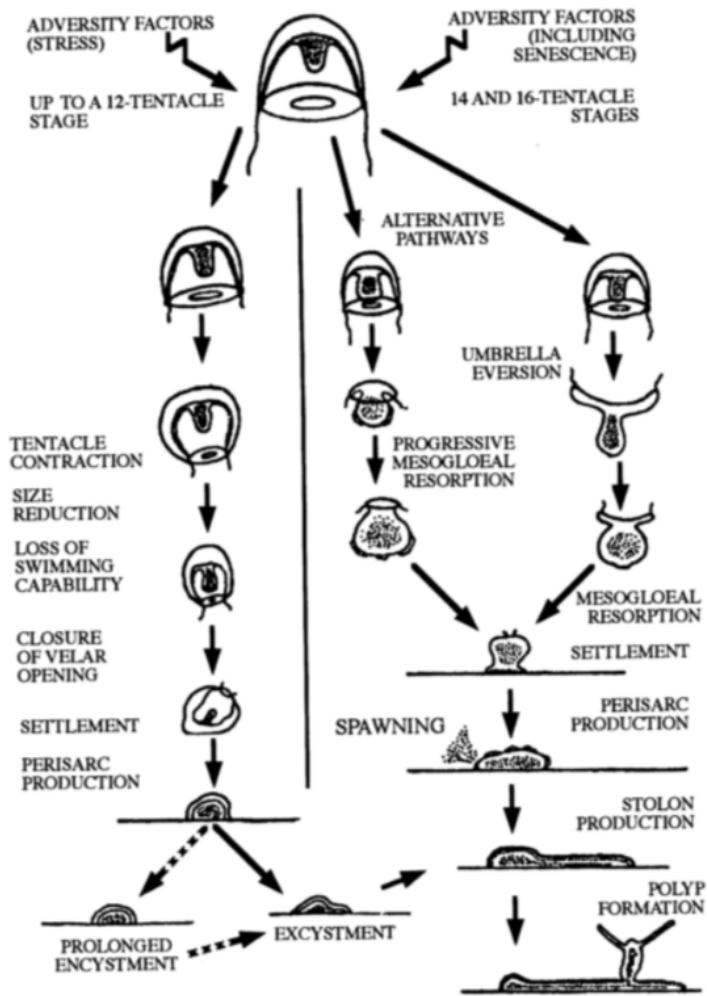 ADVERSITY FACTORS
(STRESS)
ADVERSITY FACTORS
(INCLUDING
SENESCENCE)
UP TO A 12-TENTACLE
STAGE
14 AND 16-TENTACLE
STAGES
ALTERNATIVE
PATHWAYS
UMBRELLA
EVERSION
TENTACLE
CONTRACTION
SIZE
REDUCTION
LOSS OF
SWIMMING
CAPABILITY
CLOSURE
OF VELAR
OPENING
SETTLEMENT
PERISARC
PRODUCTION
PROGRESSIVE
MESOGLOEAL
RESORPTION
MESOGLOEAL
RESORPTION
SETTLEMENT
SPAWNING
PERISARC
PRODUCTION
STOLON
PRODUCTION
POLYP
FORMATION
PROLONGED
ENCYSTMENT
EXCYSTMENT